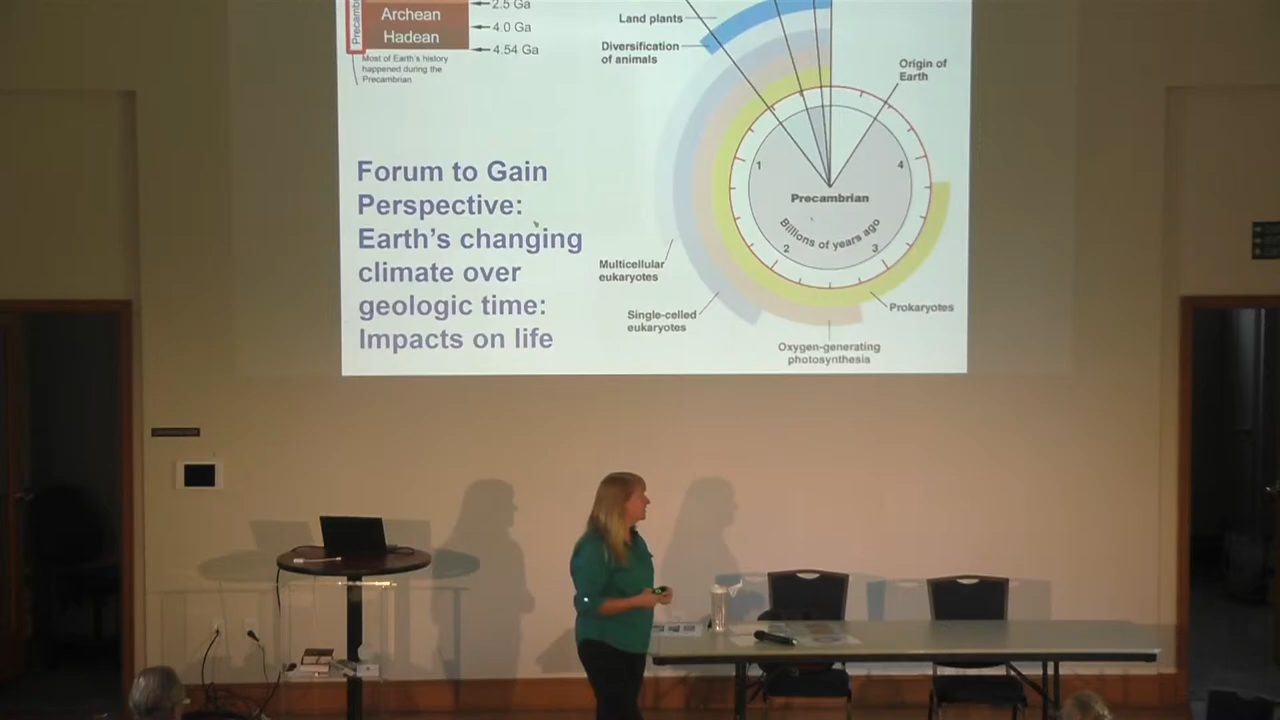 Precamb
Archean
Hadean
2.5 Ga
4.0 Ga
4.54 Ga
Most of Earth's history
happened during the
Precambrian
Forum to Gain
Perspective:
Earth's changing
climate over
geologic time:
Impacts on life
Land plants
Diversification
of animals
Origin of
Earth
1
4
Precambrian
Billions of years ago
2
3
Multicellular
eukaryotes
Single-celled
eukaryotes
Prokaryotes
Oxygen-generating
photosynthesis